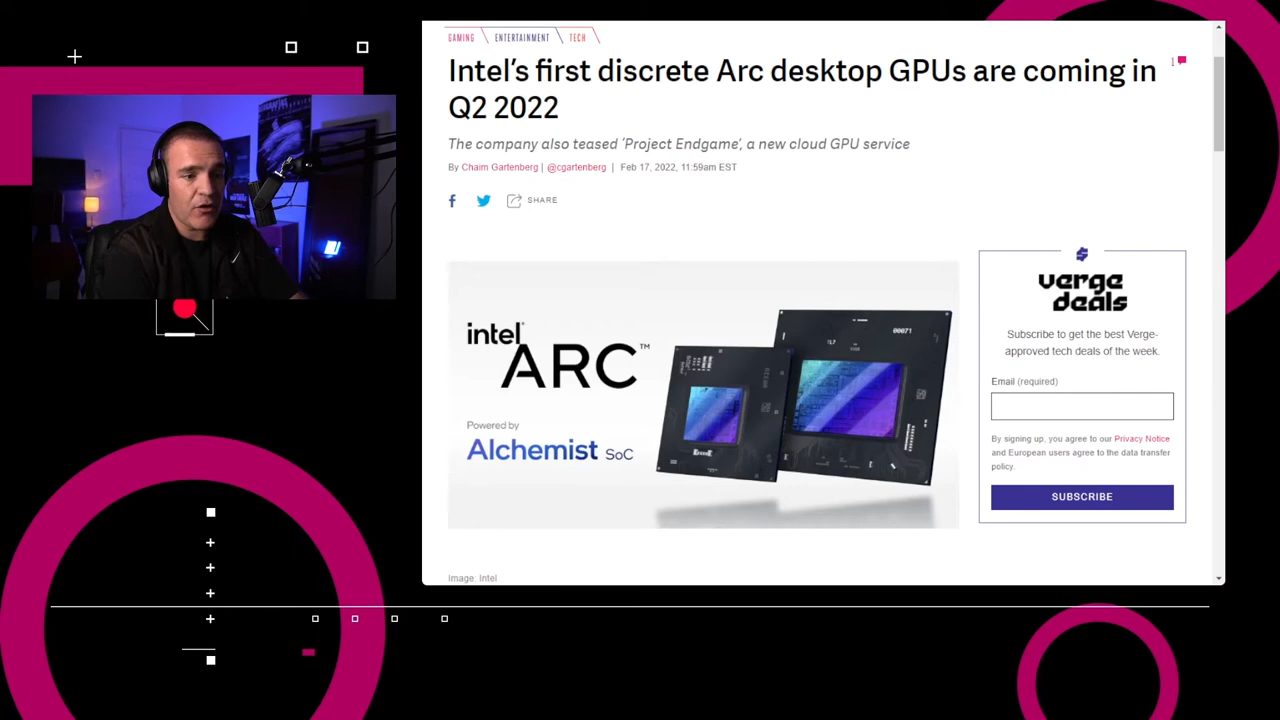 GAMING ENTERTAINMENT TECH
Intel's first discrete Arc desktop GPUs are coming in
Q2 2022
1
The company also teased 'Project Endgame', a new cloud GPU service
By Chaim Gartenberg | @cgartenberg | Feb 17, 2022, 11:59am EST
SHARE
intel
ARC™
Powered by
Alchemist SoC
verge
deals
Subscribe to get the best Verge-
approved tech deals of the week.
Email (required)
By signing up, you agree to our Privacy Notice
and European users agree to the data transfer
policy.
SUBSCRIBE
Image: Intel